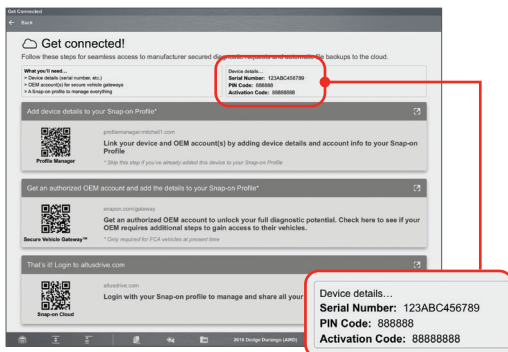 Get Connected
Back
Get connected!
Follow these steps for seamless access to manufacturer secured diagnostic requests and automatic file backups to the cloud.
What you'll need...
> Device details (serial number, etc.)
> OEM account(s) for secure vehicle gateways
> A Snap-on profile to manage everything
Device details...
Serial Number: 123ABC456789
PIN Code: 888888
Activation Code: 88888888
Add device details to your Snap-on Profile*
profilemanager.mitchell1.com
Link your device and OEM account(s) by adding device details and account info to your Snap-on
Profile
Profile Manager
* Skip this step if you've already added this device to your Snap-on Profile
Get an authorized OEM account and add the details to your Snap-on Profile*
snapon.com/gateway
Get an authorized OEM account to unlock your full diagnostic potential. Check here to see if your
OEM requires additional steps to gain access to their vehicles.
Secure Vehicle Gateway™
* Only required for FCA vehicles at present time
That's it! Login to altusdrive.com
altusdrive.com
Login with your Snap-on profile to manage and share all your
Snap-on Cloud
2018 Dodge Durango (AWD)
Device details...
Serial Number: 123ABC456789
PIN Code: 888888
Activation Code: 88888888